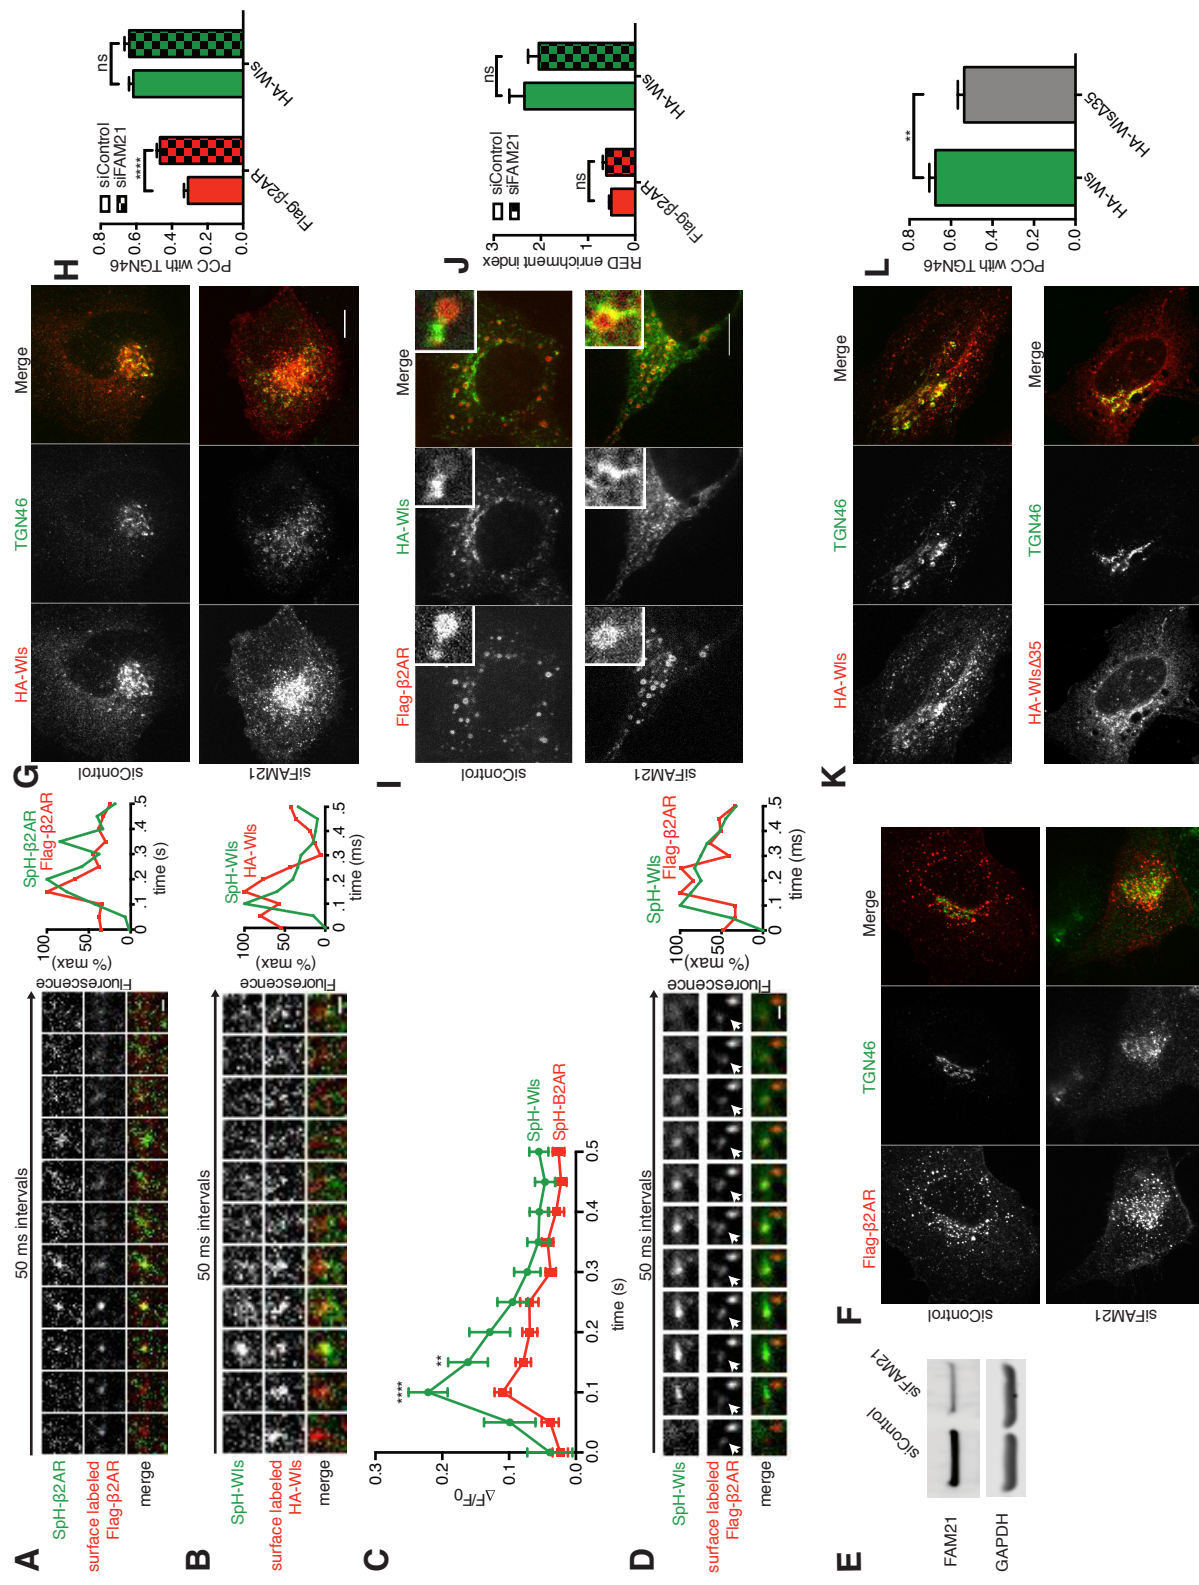 A
50 ms intervals
SpH-β2AR
surface labeled
Flag-β2AR
merge
Fluorescence
(% max)
100
50
0
SpH-β2AR
Flag-β2AR
0 .1 .2 .3 .4 .5
time (s)
B
50 ms intervals
SpH-Wls
surface labeled
HA-Wls
merge
Fluorescence
(% max)
100
50
0
SpH-Wls
HA-Wls
0 .1 .2 .3 .4 .5
time (ms)
C
ΔF/F0
0.3
0.2
0.1
0.0
****
**
SpH-Wls
SpH-B2AR
0.0 0.1 0.2 0.3 0.4 0.5
time (s)
D
50 ms intervals
SpH-Wls
surface labeled
Flag-β2AR
merge
Fluorescence
(% max)
100
50
0
SpH-Wls
Flag-β2AR
0 .1 .2 .3 .4 .5
time (ms)
E
siControl siFAM21
FAM21
GAPDH
F
Flag-β2AR TGN46 Merge
siControl
siFAM21
G
HA-Wls TGN46 Merge
siControl
siFAM21
H
PCC with TGN46
0.8
0.6
0.4
0.2
0.0
siControl
siFAM21
****
ns
Flag-β2AR HA-Wls
I
Flag-β2AR HA-Wls Merge
siControl
siFAM21
J
RED enrichment index
3
2
1
0
siControl
siFAM21
ns
ns
Flag-β2AR HA-Wls
K
HA-Wls TGN46 Merge
HA-WlsΔ35 TGN46 Merge
L
PCC with TGN46
0.8
0.6
0.4
0.2
0.0
**
HA-Wls HA-WlsΔ35